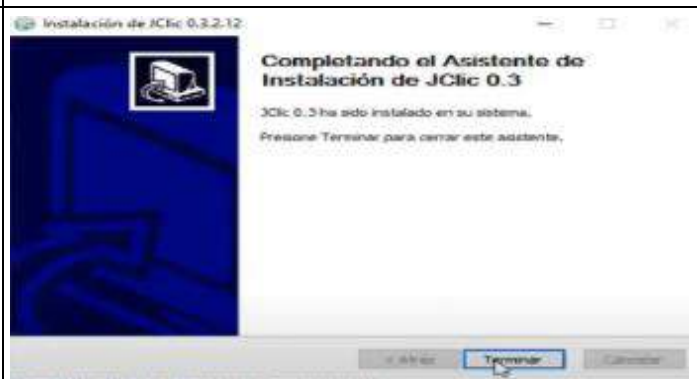 Instalación de JClic 0.3.2.12
Completando el Asistente de
Instalación de JClic 0.3
JClic 0.3 ha sido instalado en su sistema.
Presione Terminar para cerrar este asistente.
< Atrás
Terminar
Cancelar